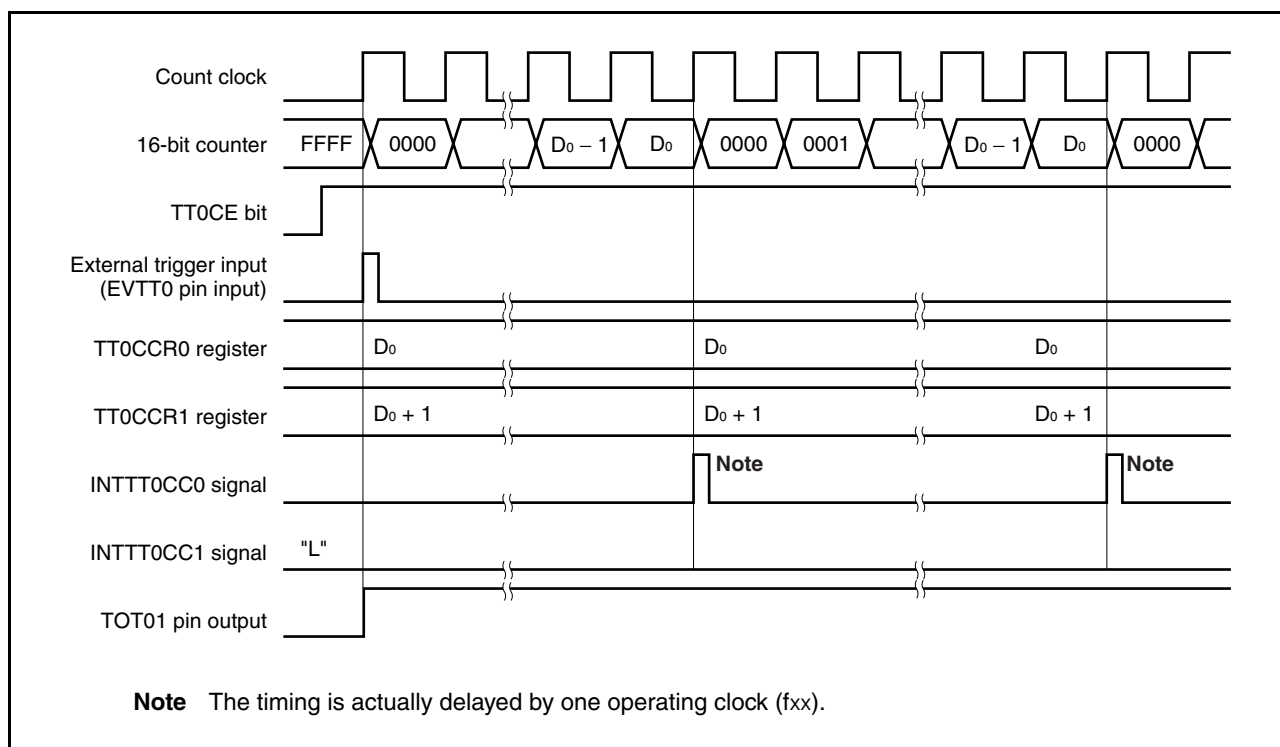 Count clock
16-bit counter FFFF 0000 D0 − 1 D0 0000 0001 D0 − 1 D0 0000
TT0CE bit
External trigger input
(EVTT0 pin input)
TT0CCR0 register D0 D0 D0
TT0CCR1 register D0 + 1 D0 + 1 D0 + 1
Note Note
INTTT0CC0 signal
INTTT0CC1 signal "L"
TOT01 pin output
Note The timing is actually delayed by one operating clock (fxx).